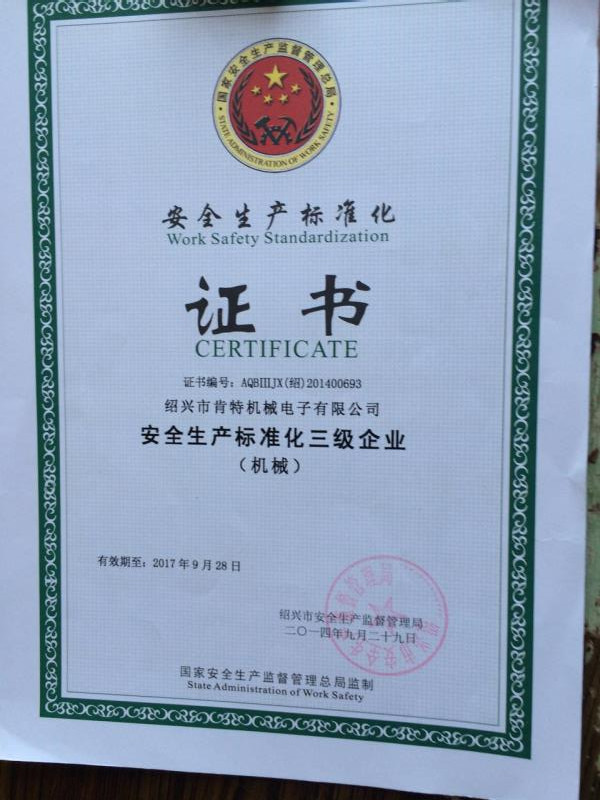 国家安全生产监督管理总局
STATE ADMINISTRATION OF WORK SAFETY
安全生产标准化
Work Safety Standardization
证书
CERTIFICATE
证书编号：AQBIIIJX(绍)201400693
绍兴市肯特机械电子有限公司
安全生产标准化三级企业
（机械）
有效期至：2017年9月28日
绍兴市安全生产监督管理局
二〇一四年九月二十九日
国家安全生产监督管理总局监制
State Administration of Work Safety